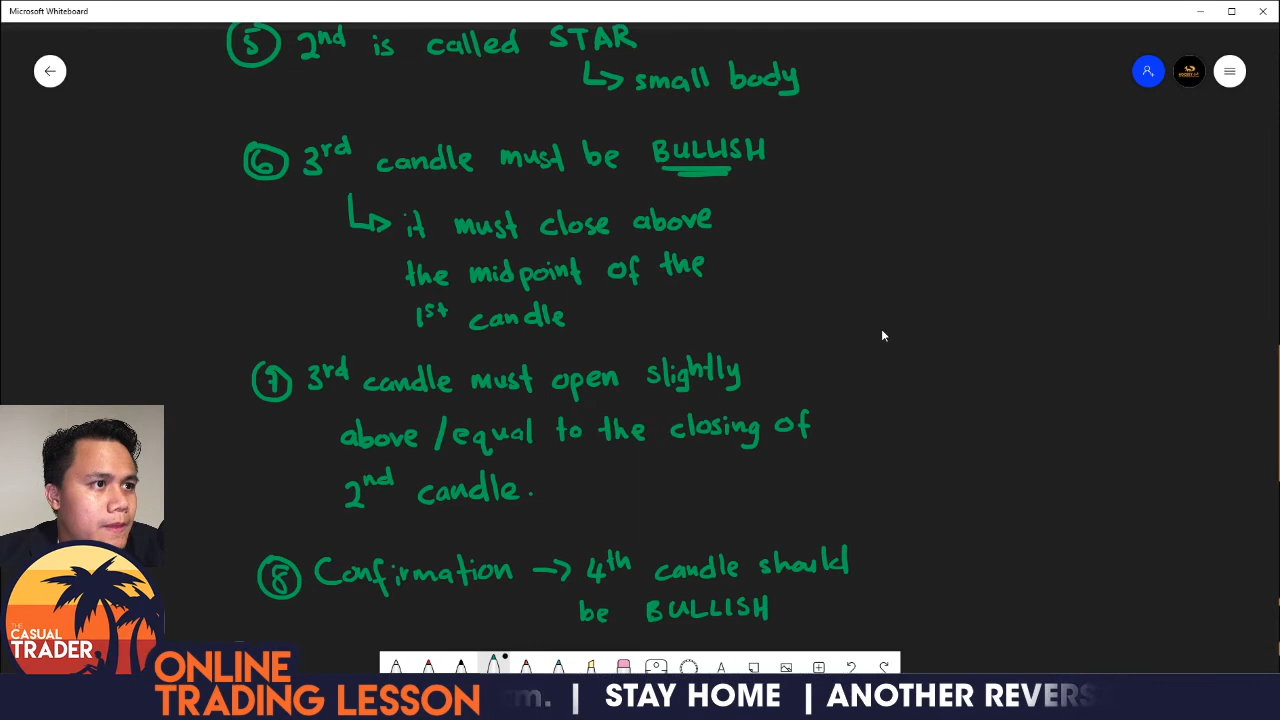 Microsoft Whiteboard
5 2nd is called STAR
↳ small body
6 3rd candle must be BULLISH
↳ it must close above
the midpoint of the
1st candle
7 3rd candle must open slightly
above/equal to the closing of
2nd candle.
8 Confirmation → 4th candle should
be BULLISH
THE
CASUAL
TRADER
ONLINE
TRADING LESSON
rm. | STAY HOME | ANOTHER REVERS